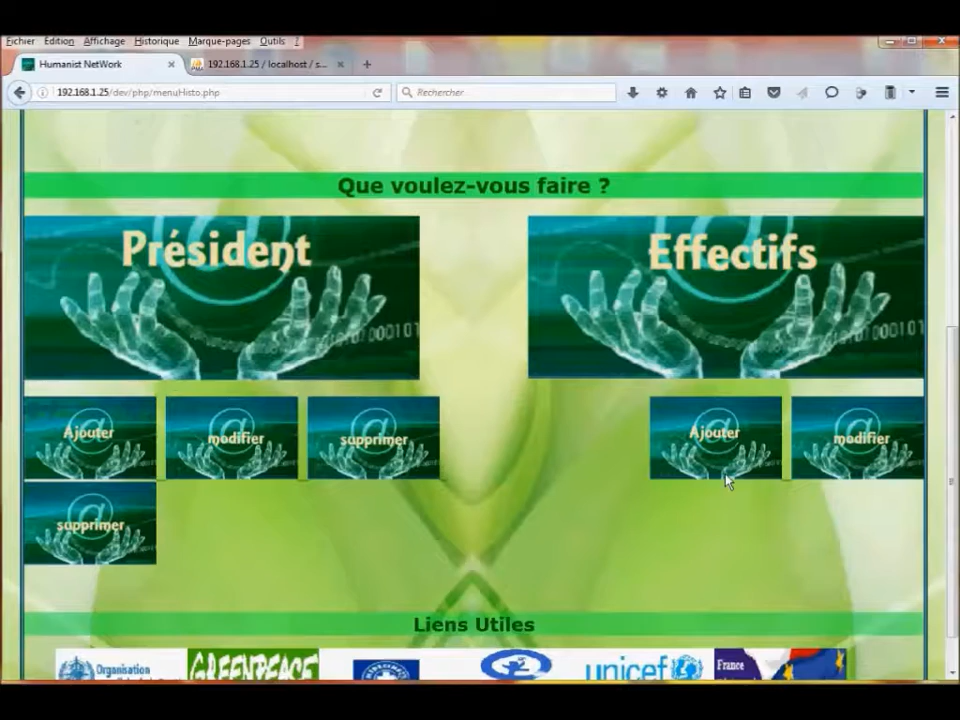 Fichier Edition Affichage Historique Marque-pages Outils ?
Humanist NetWork
192.168.1.25 / localhost / s...
192.168.1.25/dev/php/menuHisto.php
Rechercher
Que voulez-vous faire ?
Président
Effectifs
000101
000101
Ajouter
modifier
supprimer
Ajouter
modifier
supprimer
Liens Utiles
Organisation
GREENPEACE
unicef
France